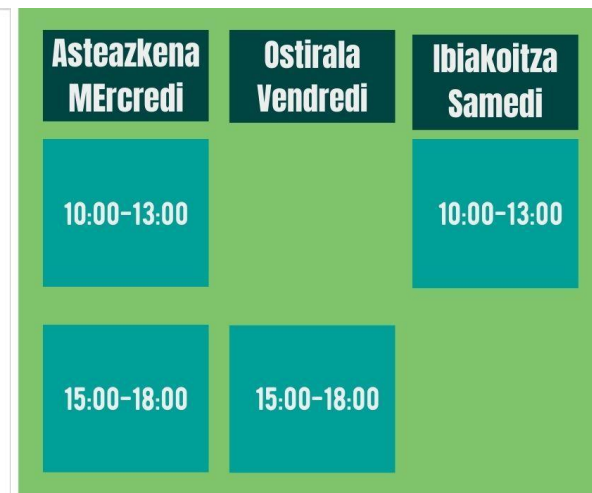 Asteazkena
MErcredi
Ostirala
Vendredi
Ibiakoitza
Samedi
10:00-13:00
10:00-13:00
15:00-18:00
15:00-18:00